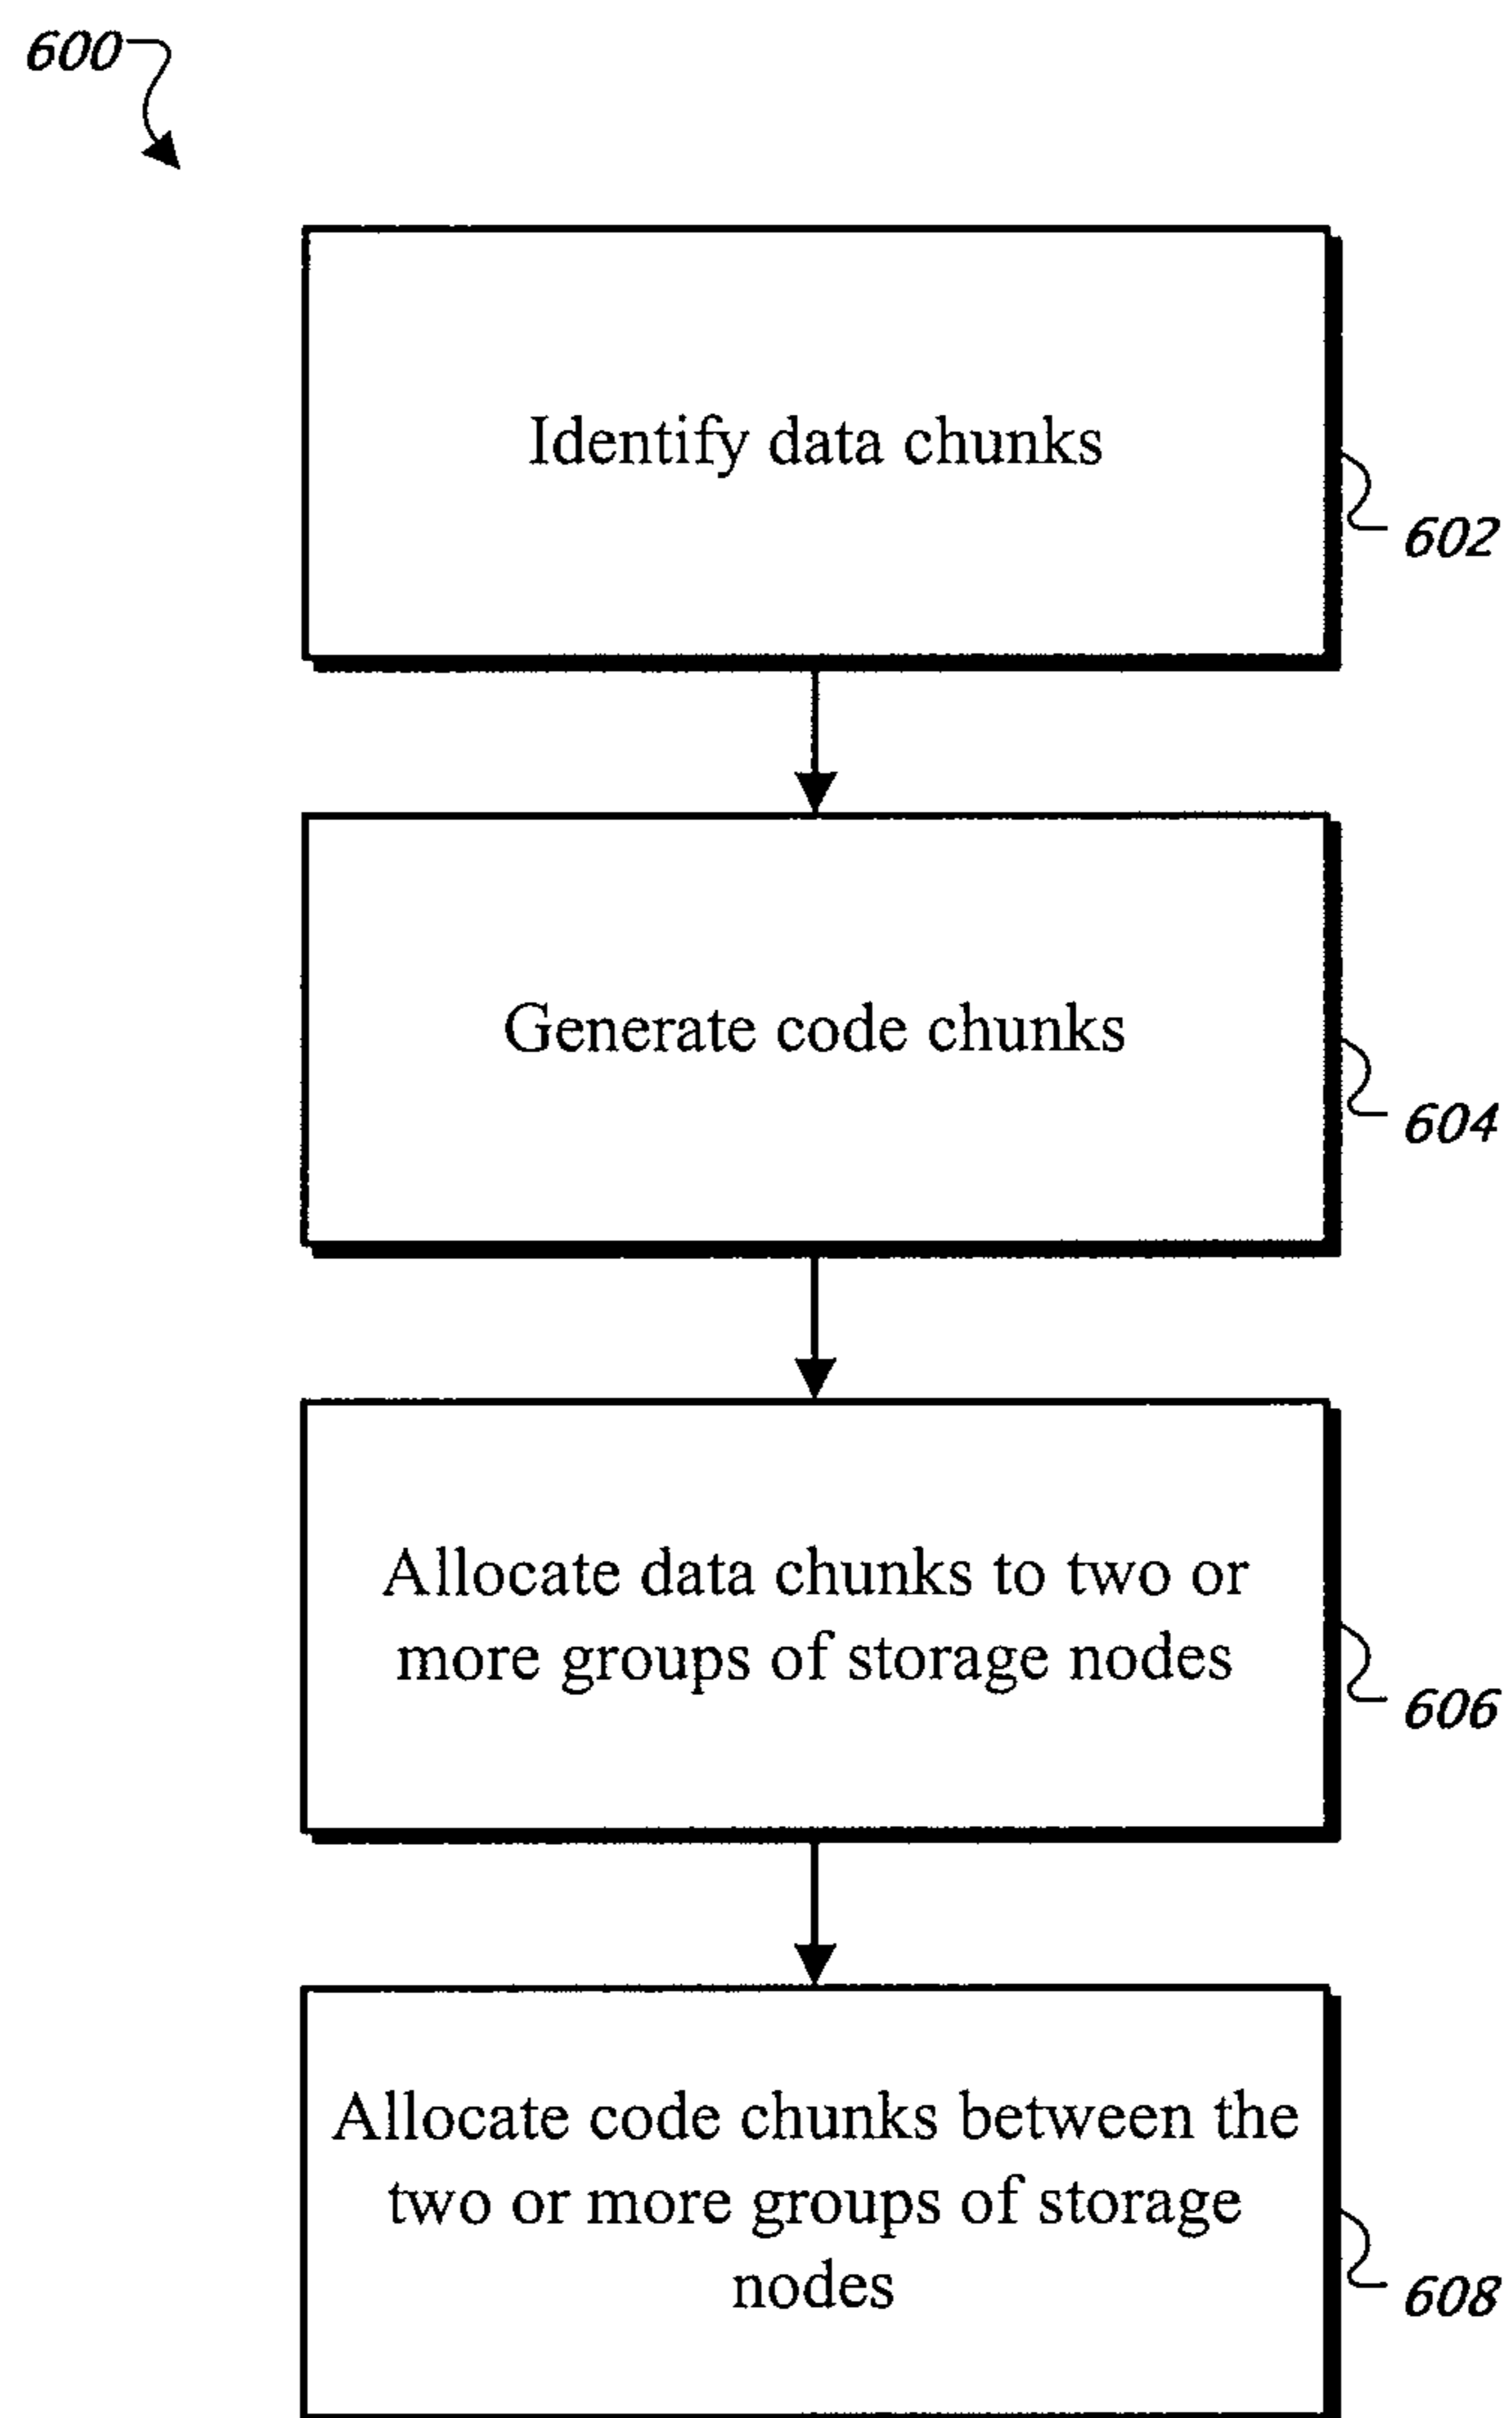 600
Identify data chunks
602
Generate code chunks
604
Allocate data chunks to two or
more groups of storage nodes
606
Allocate code chunks between the
two or more groups of storage
nodes
608